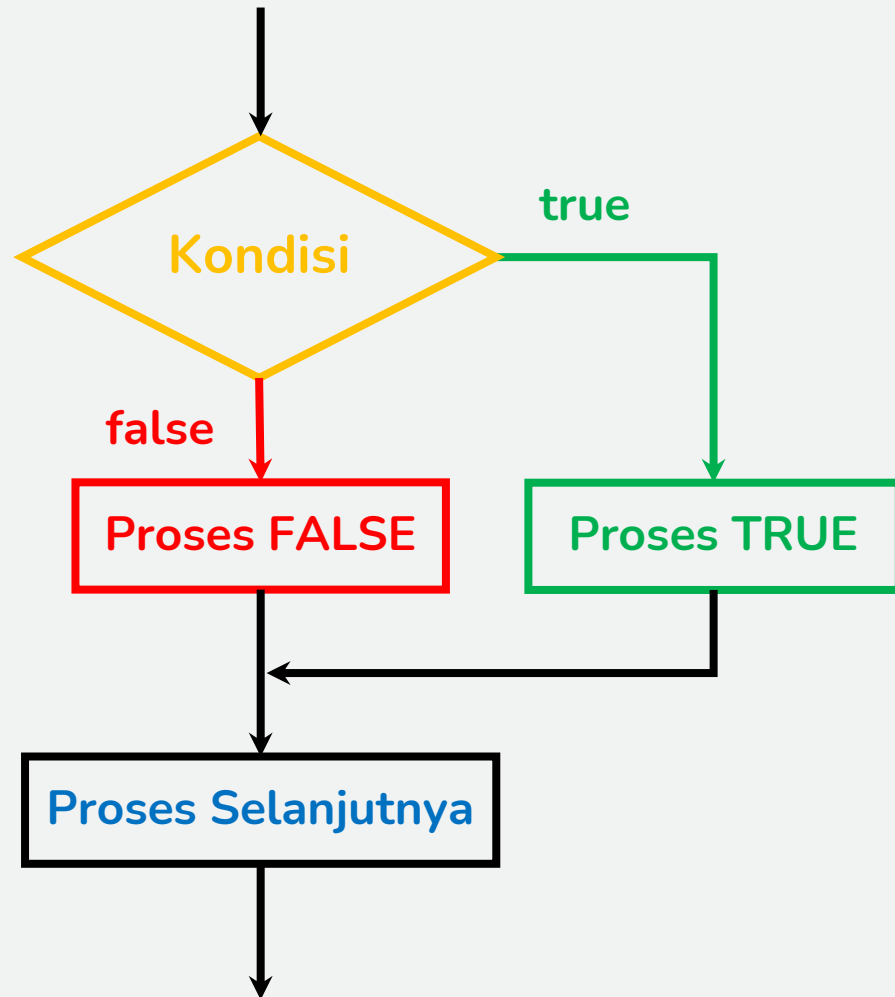 true
Kondisi
false
Proses FALSE
Proses TRUE
Proses Selanjutnya